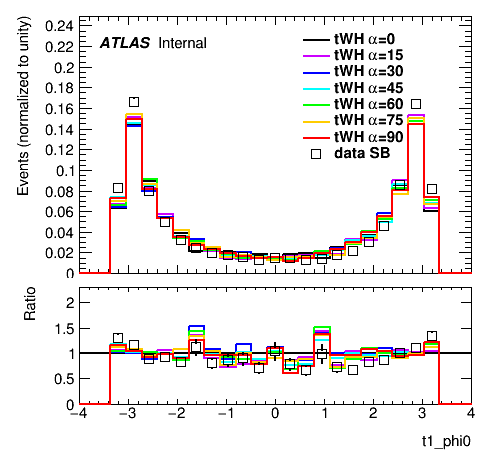 ATLAS Internal
Events (normalized to unity)
0.24
0.22
0.2
0.18
0.16
0.14
0.12
0.1
0.08
0.06
0.04
0.02
0
tWH α=0
tWH α=15
tWH α=30
tWH α=45
tWH α=60
tWH α=75
tWH α=90
data SB
Ratio
2
1.5
1
0.5
0
−4 −3 −2 −1 0 1 2 3 4
t1_phi0